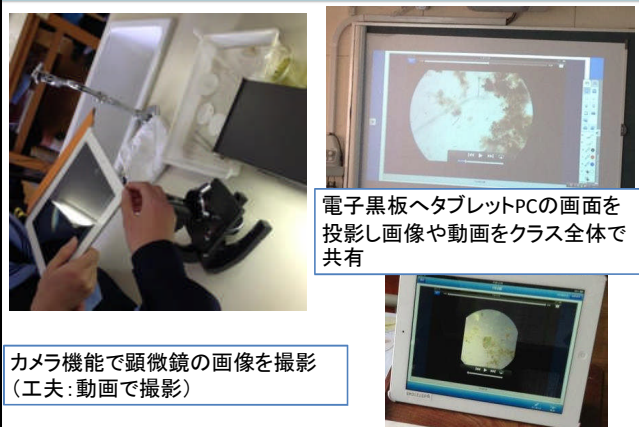 電子黒板へタブレットPCの画面を
投影し画像や動画をクラス全体で
共有
カメラ機能で顕微鏡の画像を撮影
（工夫：動画で撮影）